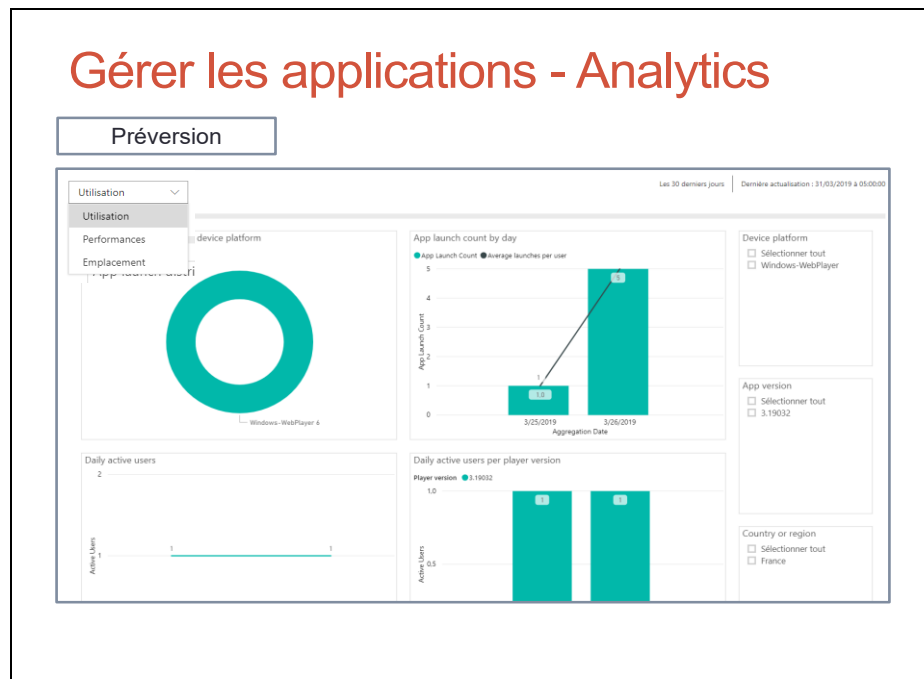 Gérer les applications - Analytics
Préversion
Utilisation
Les 30 derniers jours
Dernière actualisation : 31/03/2019 à 05:00:00
Utilisation
Performances
Emplacement
device platform
App launch distri
Windows-WebPlayer 6
App launch count by day
App Launch Count Average launches per user
App Launch Count
5
4
3
2
1
0
1
1.0
5
3/25/2019 3/26/2019
Aggregation Date
Device platform
Sélectionner tout
Windows-WebPlayer
App version
Sélectionner tout
3.19032
Daily active users
Active Users
2
1
1 1
Daily active users per player version
Player version 3.19032
Active Users
1.0
0.5
1 1
Country or region
Sélectionner tout
France